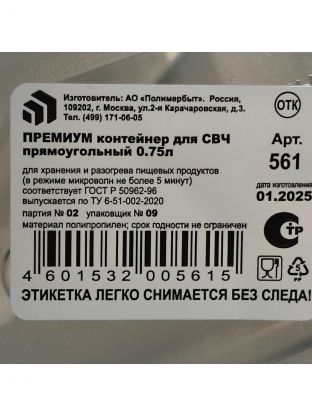 Изготовитель: АО «Полимербыт». Россия,
109202, г. Москва, ул.2-я Карачаровская, д.3.
Тел. (499) 171-06-05
ОТК
ПРЕМИУМ контейнер для СВЧ
прямоугольный 0.75л
Арт.
561
для хранения и разогрева пищевых продуктов
(в режиме микроволн не более 5 минут)
соответствует ГОСТ Р 50962-96
выпускается по ТУ 6-51-002-2020
дата изготовления
01.2025
партия № 02 упаковщик № 09
материал полипропилен; срок годности не ограничен
СТР
5
PP
4 601532 005615
ЭТИКЕТКА ЛЕГКО СНИМАЕТСЯ БЕЗ СЛЕДА!